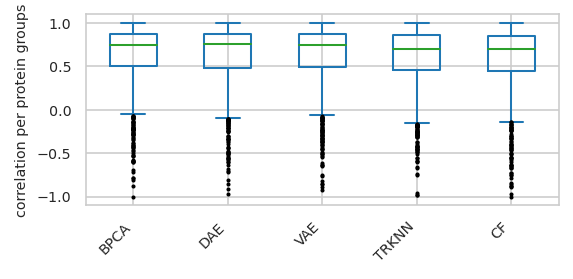 correlation per protein groups
1.0
0.5
0.0
−0.5
−1.0
BPCA
DAE
VAE
TRKNN
CF